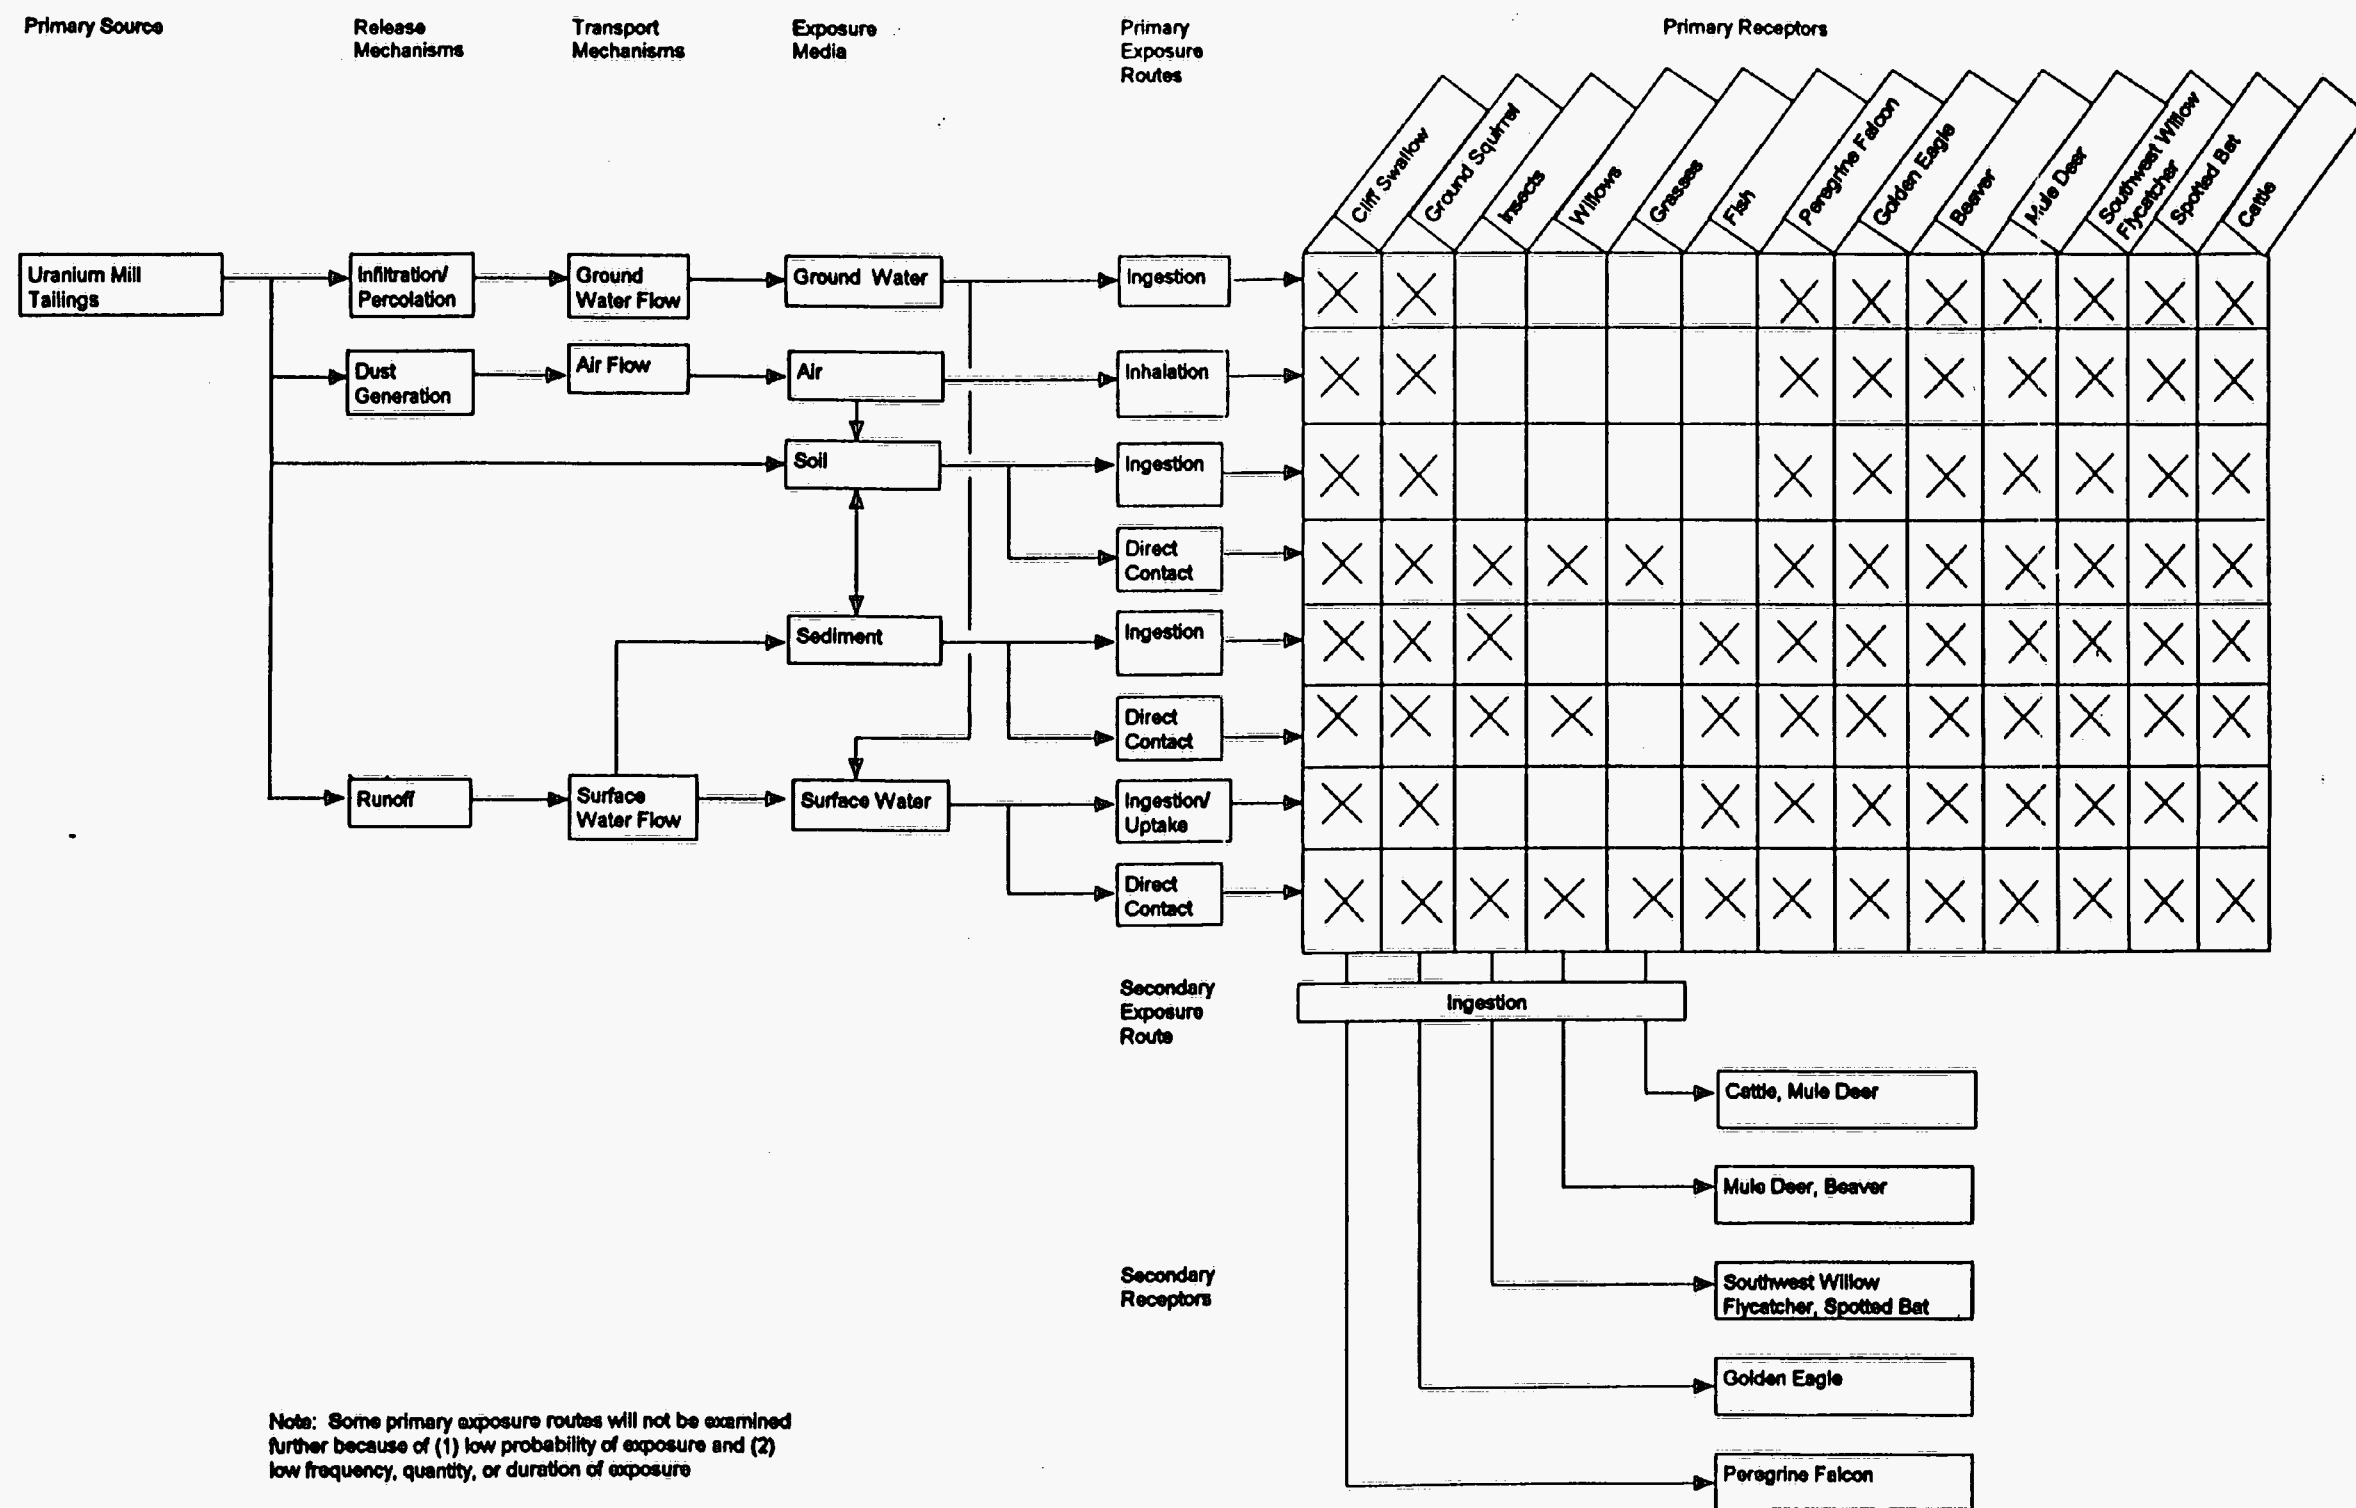 Primary Source
Release
Mechanisms
Transport
Mechanisms
Exposure
Media
Primary
Exposure
Routes
Primary Receptors
Cliff Swallow
Ground Squirrel
Insects
Willows
Grasses
Fish
Peregrine Falcon
Golden Eagle
Beaver
Mule Deer
Southwest Willow
Flycatcher
Spotted Bat
Cattle
Uranium Mill
Tailings
Infiltration/
Percolation
Ground
Water Flow
Ground Water
Ingestion
Dust
Generation
Air Flow
Air
Inhalation
Soil
Ingestion
Direct
Contact
Sediment
Ingestion
Direct
Contact
Runoff
Surface
Water Flow
Surface Water
Ingestion/
Uptake
Direct
Contact
Secondary
Exposure
Route
Ingestion
Cattle, Mule Deer
Mule Deer, Beaver
Secondary
Receptors
Southwest Willow
Flycatcher, Spotted Bat
Golden Eagle
Peregrine Falcon
Note: Some primary exposure routes will not be examined
further because of (1) low probability of exposure and (2)
low frequency, quantity, or duration of exposure